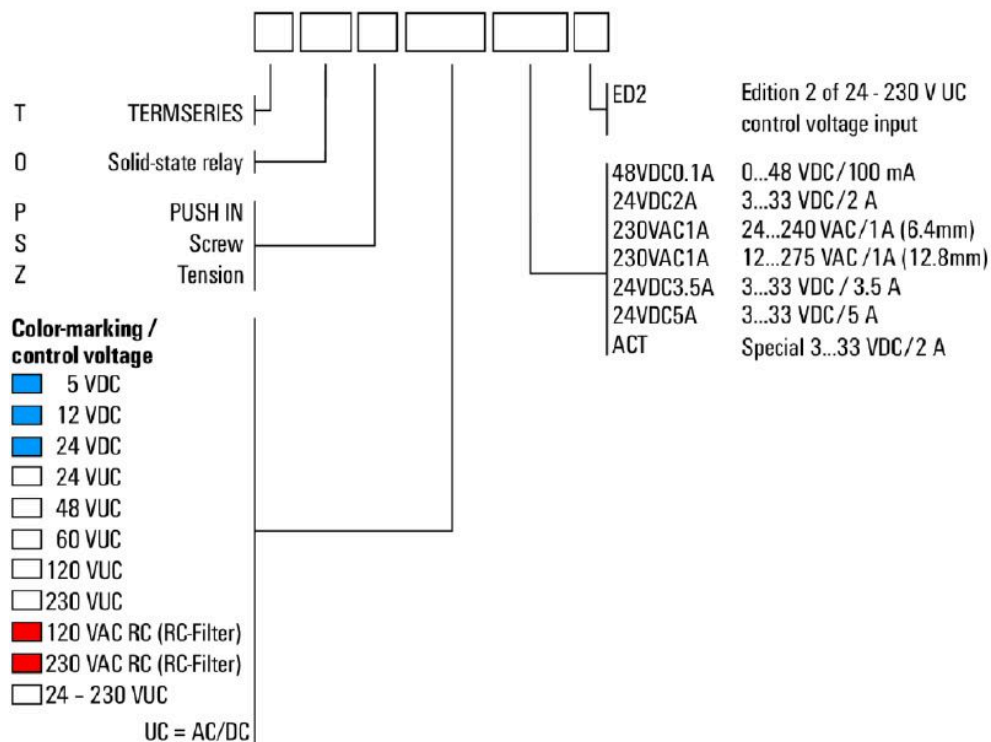 T TERMSERIES
O Solid-state relay
P PUSH IN
S Screw
Z Tension
Color-marking /
control voltage
5 VDC
12 VDC
24 VDC
24 VUC
48 VUC
60 VUC
120 VUC
230 VUC
120 VAC RC (RC-Filter)
230 VAC RC (RC-Filter)
24 – 230 VUC
UC = AC/DC
ED2 Edition 2 of 24 - 230 V UC
control voltage input
48VDC0.1A 0...48 VDC/100 mA
24VDC2A 3...33 VDC/2 A
230VAC1A 24...240 VAC/1A (6.4mm)
230VAC1A 12...275 VAC/1A (12.8mm)
24VDC3.5A 3...33 VDC / 3.5 A
24VDC5A 3...33 VDC/5 A
ACT Special 3...33 VDC/2 A